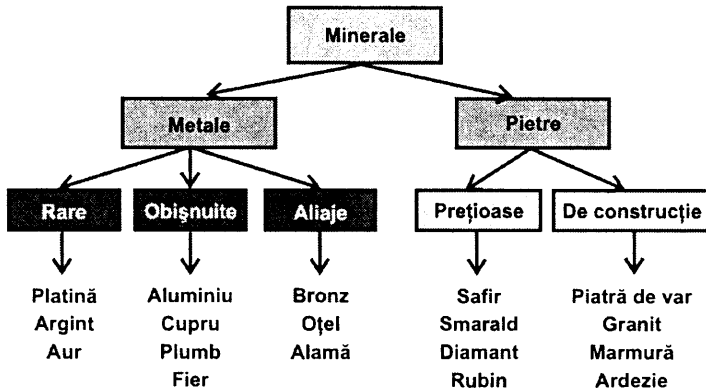 Minerale
Metale
Pietre
Rare
Obişnuite
Aliaje
Preţioase
De construcţie
Platină
Argint
Aur
Aluminiu
Cupru
Plumb
Fier
Bronz
Oţel
Alamă
Safir
Smarald
Diamant
Rubin
Piatră de var
Granit
Marmură
Ardezie